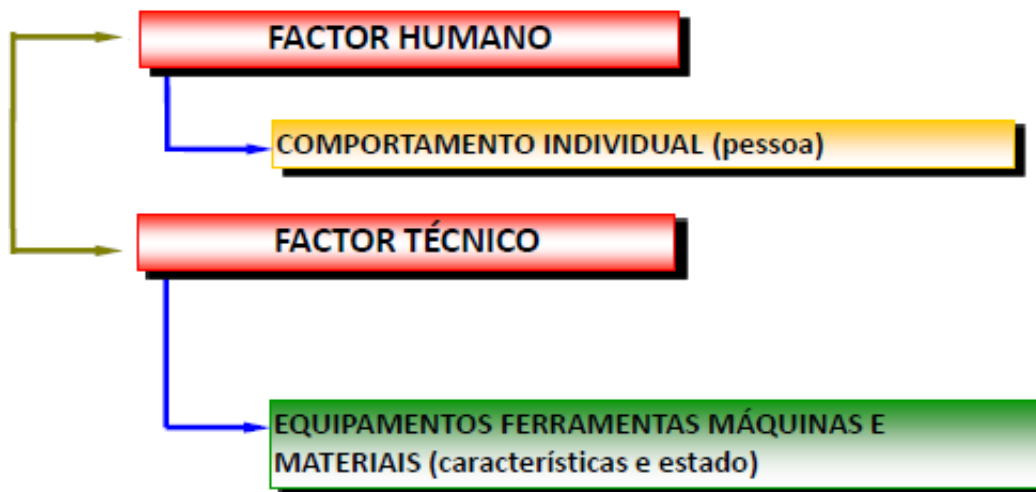 FACTOR HUMANO
COMPORTAMENTO INDIVIDUAL (pessoa)
FACTOR TÉCNICO
EQUIPAMENTOS FERRAMENTAS MÁQUINAS E
MATERIAIS (características e estado)